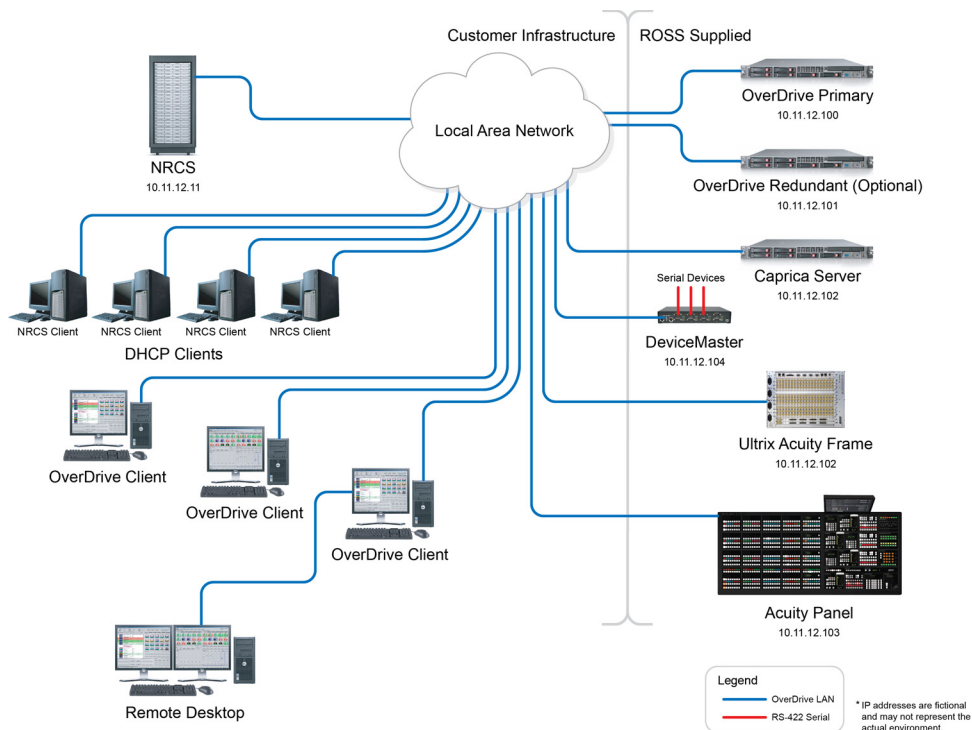 Customer Infrastructure
ROSS Supplied
Local Area Network
NRCS
10.11.12.11
OverDrive Primary
10.11.12.100
OverDrive Redundant (Optional)
10.11.12.101
Caprica Server
10.11.12.102
Serial Devices
DeviceMaster
10.11.12.104
NRCS Client
NRCS Client
NRCS Client
NRCS Client
DHCP Clients
Ultrix Acuity Frame
10.11.12.102
OverDrive Client
OverDrive Client
OverDrive Client
Acuity Panel
10.11.12.103
Remote Desktop
Legend
OverDrive LAN
RS-422 Serial
* IP addresses are fictional
and may not represent the
actual environment